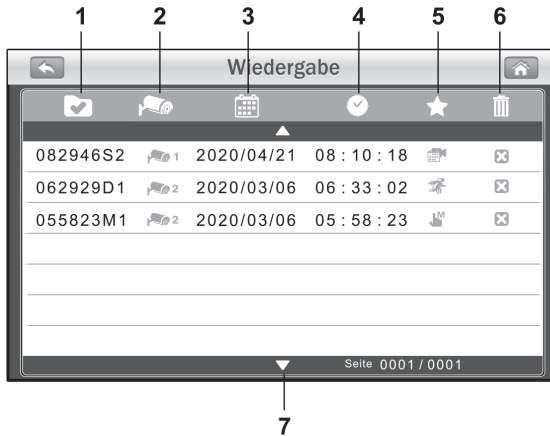 1 2 3 4 5 6
Wiedergabe
082946S2 1 2020/04/21 08 : 10 : 18
062929D1 2 2020/03/06 06 : 33 : 02
055823M1 2 2020/03/06 05 : 58 : 23 M
Seite 0001 / 0001
7